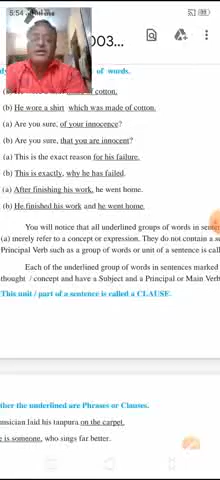 5:54
003...
of words.
of cotton.
(b) He wore a shirt which was made of cotton.
(a) Are you sure, of your innocence?
(b) Are you sure, that you are innocent?
(a) This is the exact reason for his failure.
(b) This is exactly, why he has failed.
(a) After finishing his work, he went home.
(b) He finished his work and he went home.
You will notice that all underlined groups of words in senten
(a) merely refer to a concept or expression. They do not contain a su
Principal Verb such as a group of words or unit of a sentence is call
Each of the underlined group of words in sentences marked
thought / concept and have a Subject and a Principal or Main Verb
This unit / part of a sentence is called a CLAUSE.
ther the underlined are Phrases or Clauses.
usician laid his tanpura on the carpet.
e is someone, who sings far better.